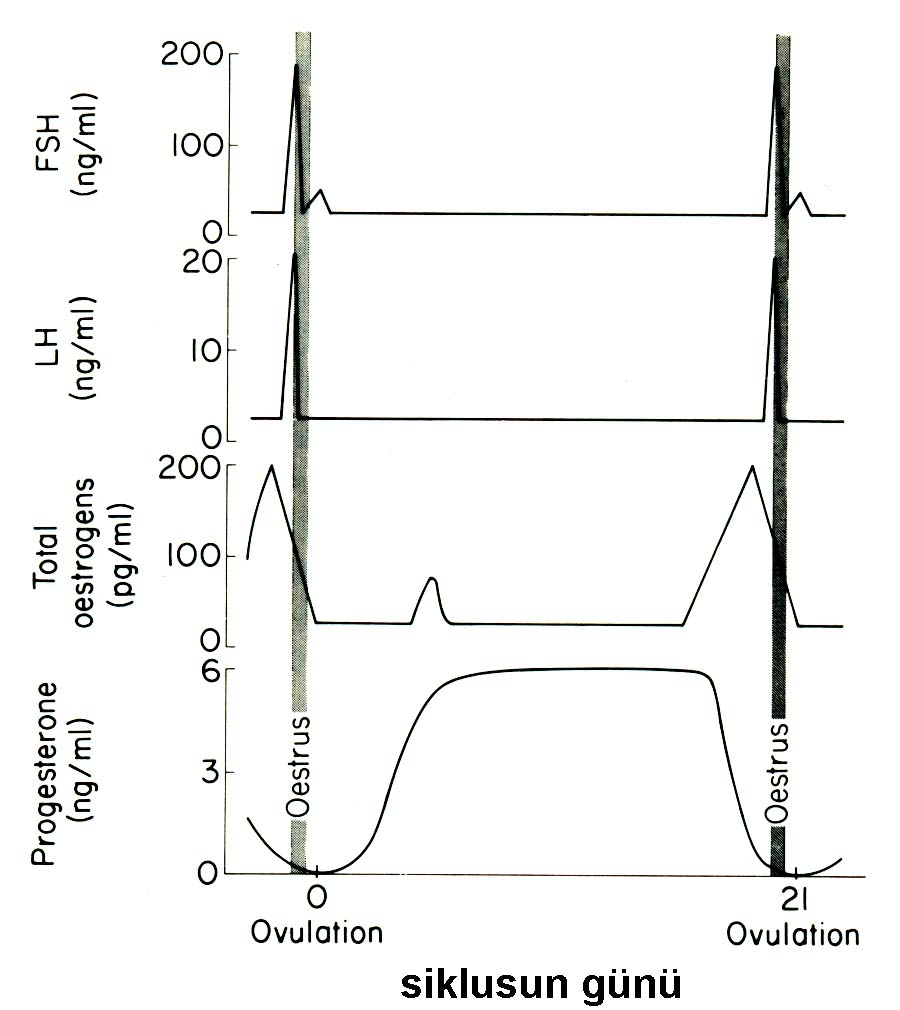 200
100
0
FSH
(ng/ml)
20
10
0
LH
(ng/ml)
200
100
0
Total
oestrogens
(pg/ml)
6
3
0
Progesterone
(ng/ml)
Oestrus
Oestrus
0
21
Ovulation
Ovulation
siklusun günü